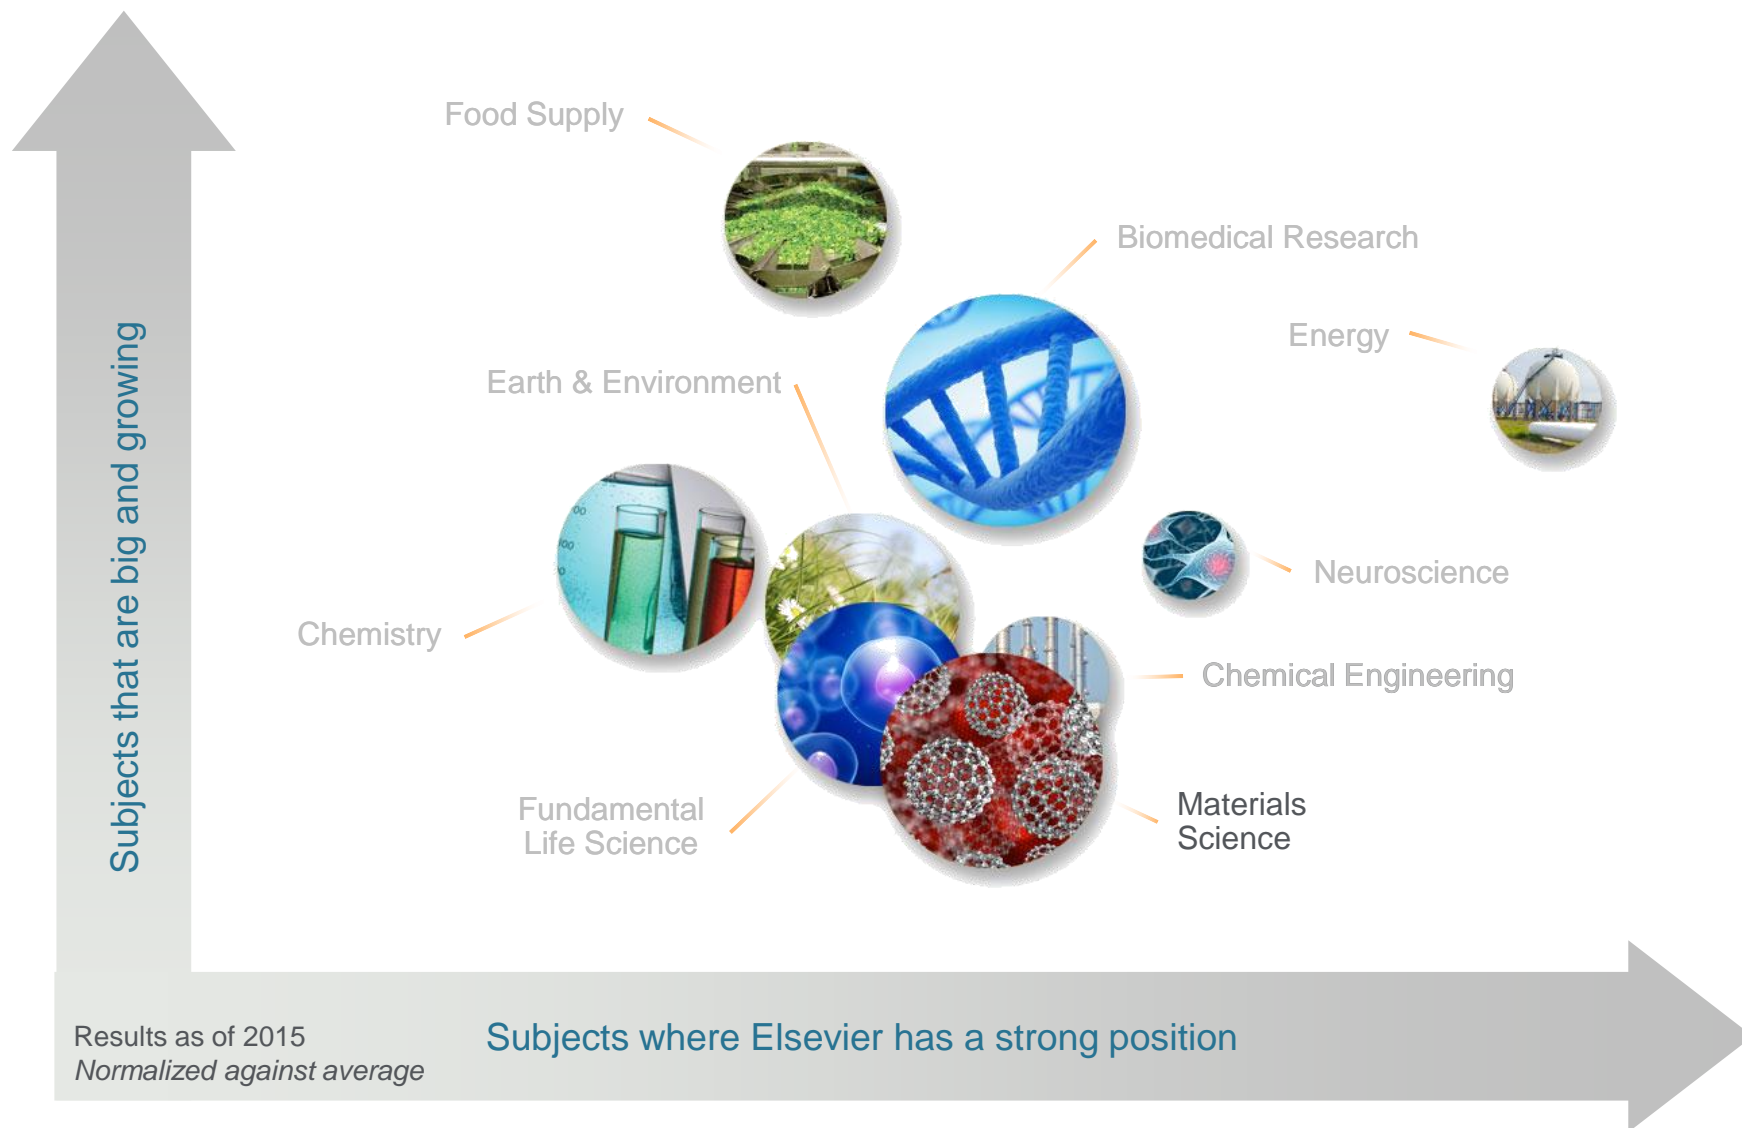 Food Supply
Biomedical Research
Energy
Earth & Environment
Subjects that are big and growing
Neuroscience
Chemistry
Chemical Engineering
Fundamental
Life Science
Materials
Science
Results as of 2015
Normalized against average
Subjects where Elsevier has a strong position